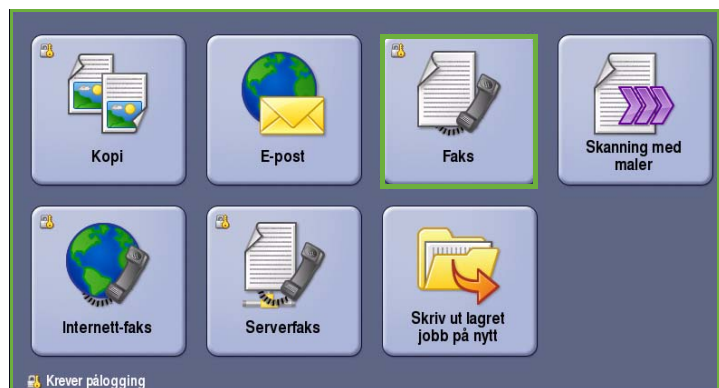 Kopi
E-post
Faks
Skanning med
maler
Internett-faks
Serverfaks
Skriv ut lagret
jobb på nytt
Krever pålogging